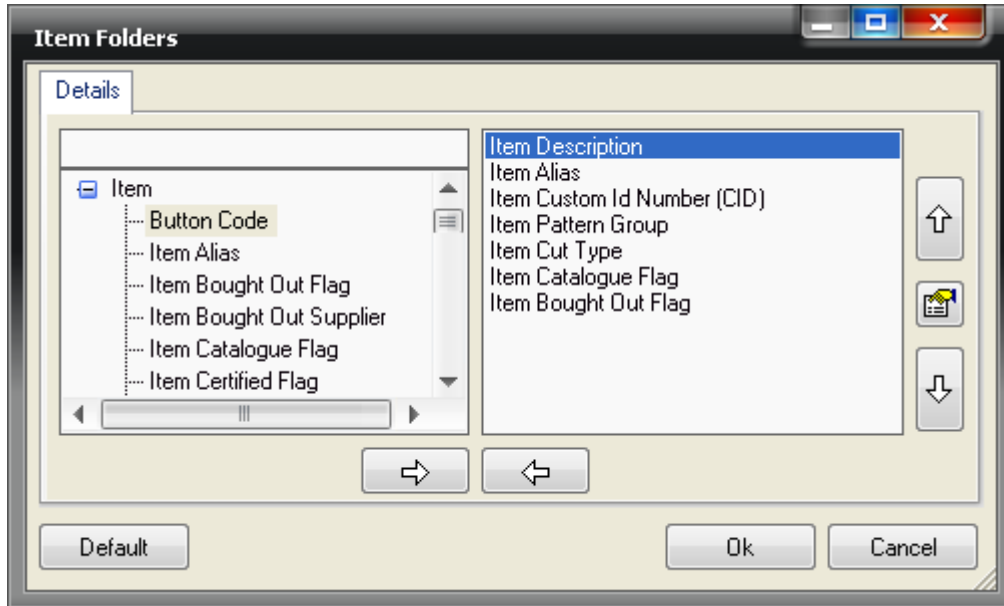 Item Folders
Details
Item
Button Code
Item Alias
Item Bought Out Flag
Item Bought Out Supplier
Item Catalogue Flag
Item Certified Flag
Item Description
Item Alias
Item Custom Id Number (CID)
Item Pattern Group
Item Cut Type
Item Catalogue Flag
Item Bought Out Flag
Default
Ok
Cancel